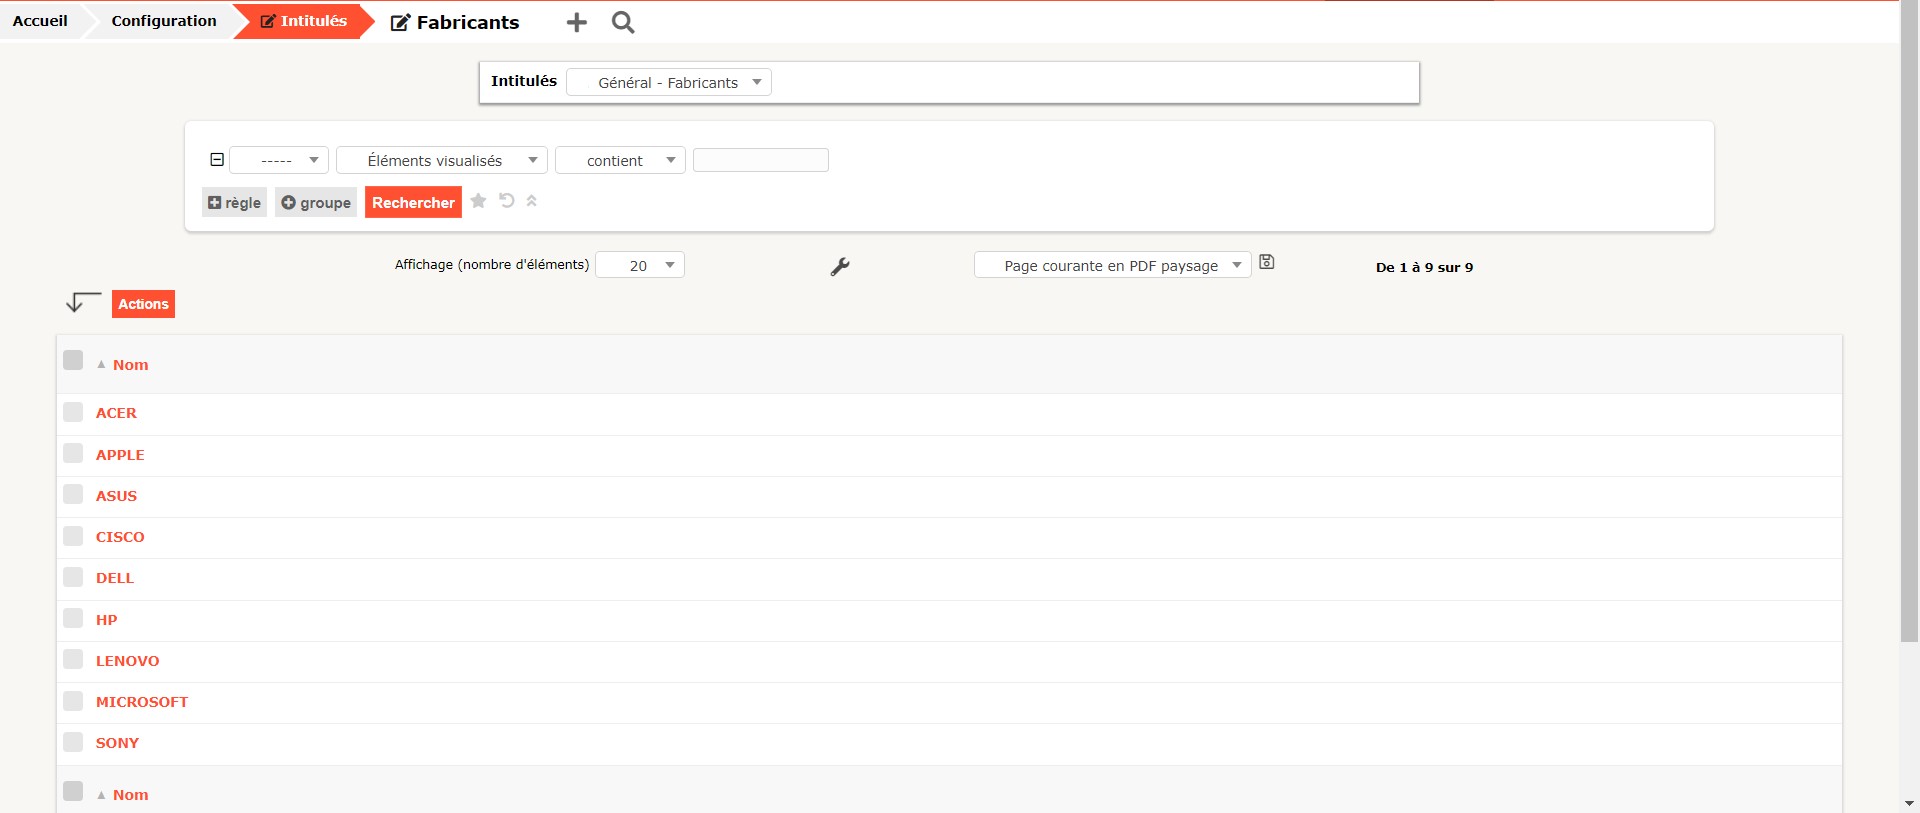 Accueil Configuration Intitulés Fabricants
Intitulés Général - Fabricants
----- Éléments visualisés contient
règle groupe Rechercher
Affichage (nombre d'éléments) 20 Page courante en PDF paysage De 1 à 9 sur 9
Actions
Nom
ACER
APPLE
ASUS
CISCO
DELL
HP
LENOVO
MICROSOFT
SONY
Nom